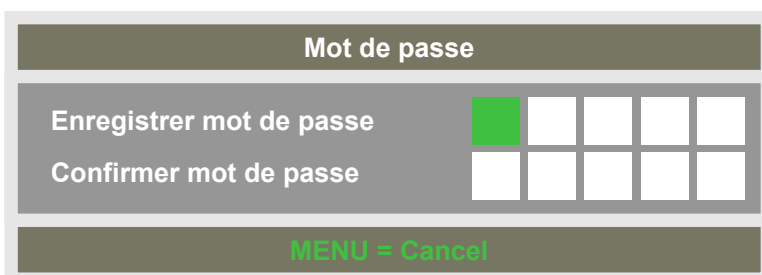 Mot de passe
Enregistrer mot de passe
Confirmer mot de passe
MENU = Cancel